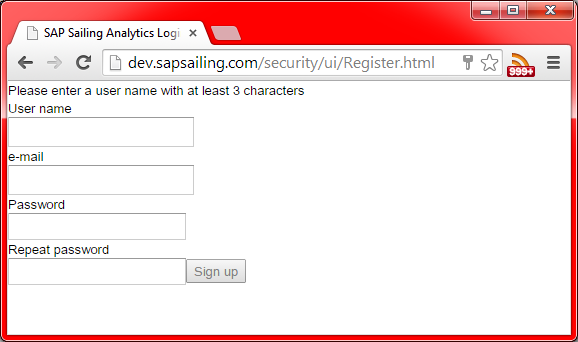 SAP Sailing Analytics Logi
dev.sapsailing.com/security/ui/Register.html
999+
Please enter a user name with at least 3 characters
User name
e-mail
Password
Repeat password
Sign up